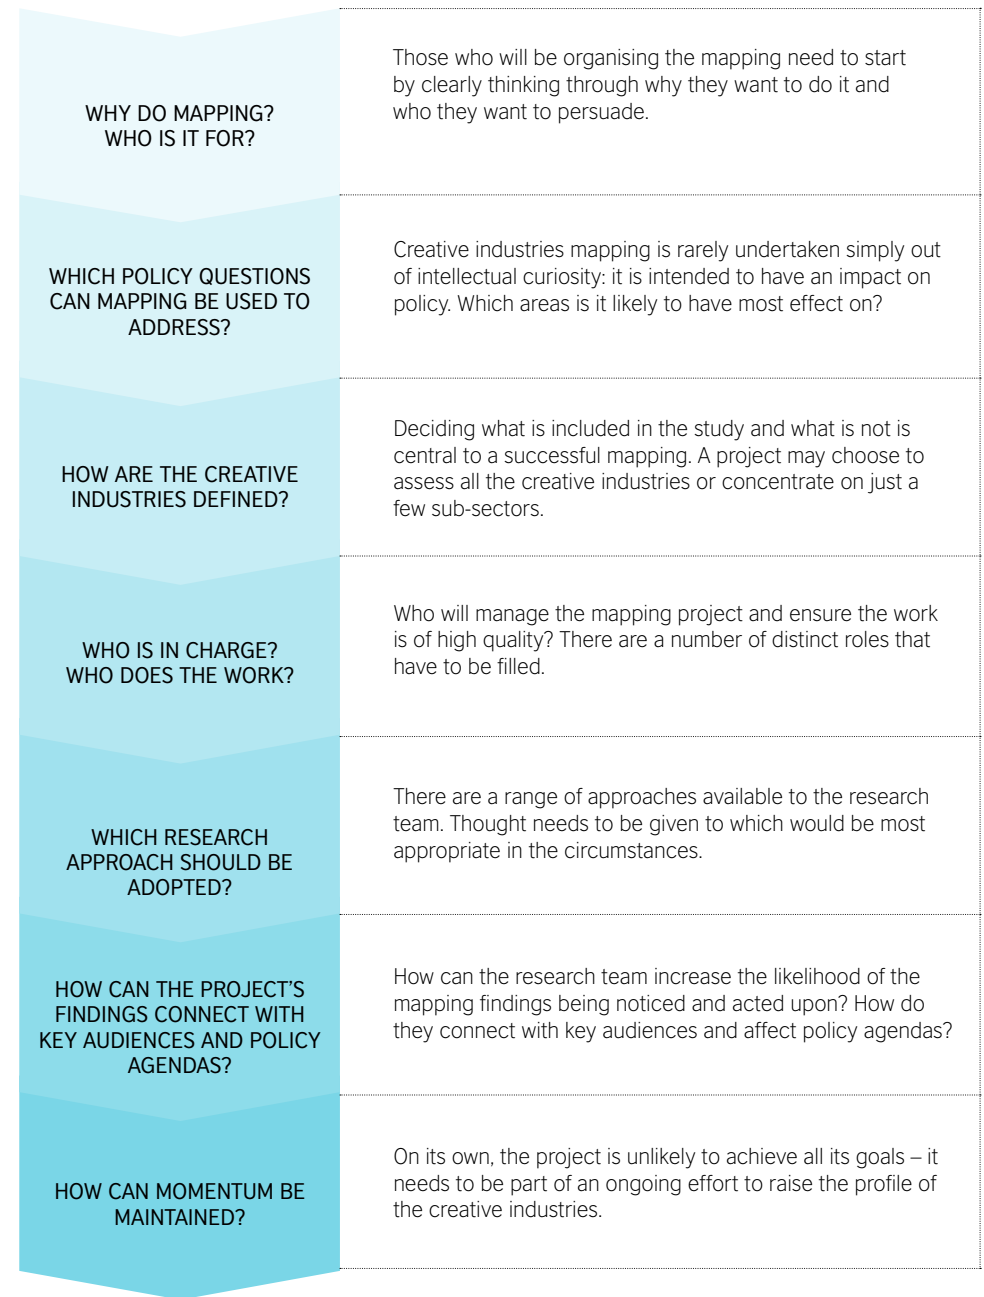 WHY DO MAPPING?
WHO IS IT FOR?
Those who will be organising the mapping need to start
by clearly thinking through why they want to do it and
who they want to persuade.
WHICH POLICY QUESTIONS
CAN MAPPING BE USED TO
ADDRESS?
Creative industries mapping is rarely undertaken simply out
of intellectual curiosity: it is intended to have an impact on
policy. Which areas is it likely to have most effect on?
HOW ARE THE CREATIVE
INDUSTRIES DEFINED?
Deciding what is included in the study and what is not is
central to a successful mapping. A project may choose to
assess all the creative industries or concentrate on just a
few sub-sectors.
WHO IS IN CHARGE?
WHO DOES THE WORK?
Who will manage the mapping project and ensure the work
is of high quality? There are a number of distinct roles that
have to be filled.
WHICH RESEARCH
APPROACH SHOULD BE
ADOPTED?
There are a range of approaches available to the research
team. Thought needs to be given to which would be most
appropriate in the circumstances.
HOW CAN THE PROJECT'S
FINDINGS CONNECT WITH
KEY AUDIENCES AND POLICY
AGENDAS?
How can the research team increase the likelihood of the
mapping findings being noticed and acted upon? How do
they connect with key audiences and affect policy agendas?
HOW CAN MOMENTUM BE
MAINTAINED?
On its own, the project is unlikely to achieve all its goals – it
needs to be part of an ongoing effort to raise the profile of
the creative industries.